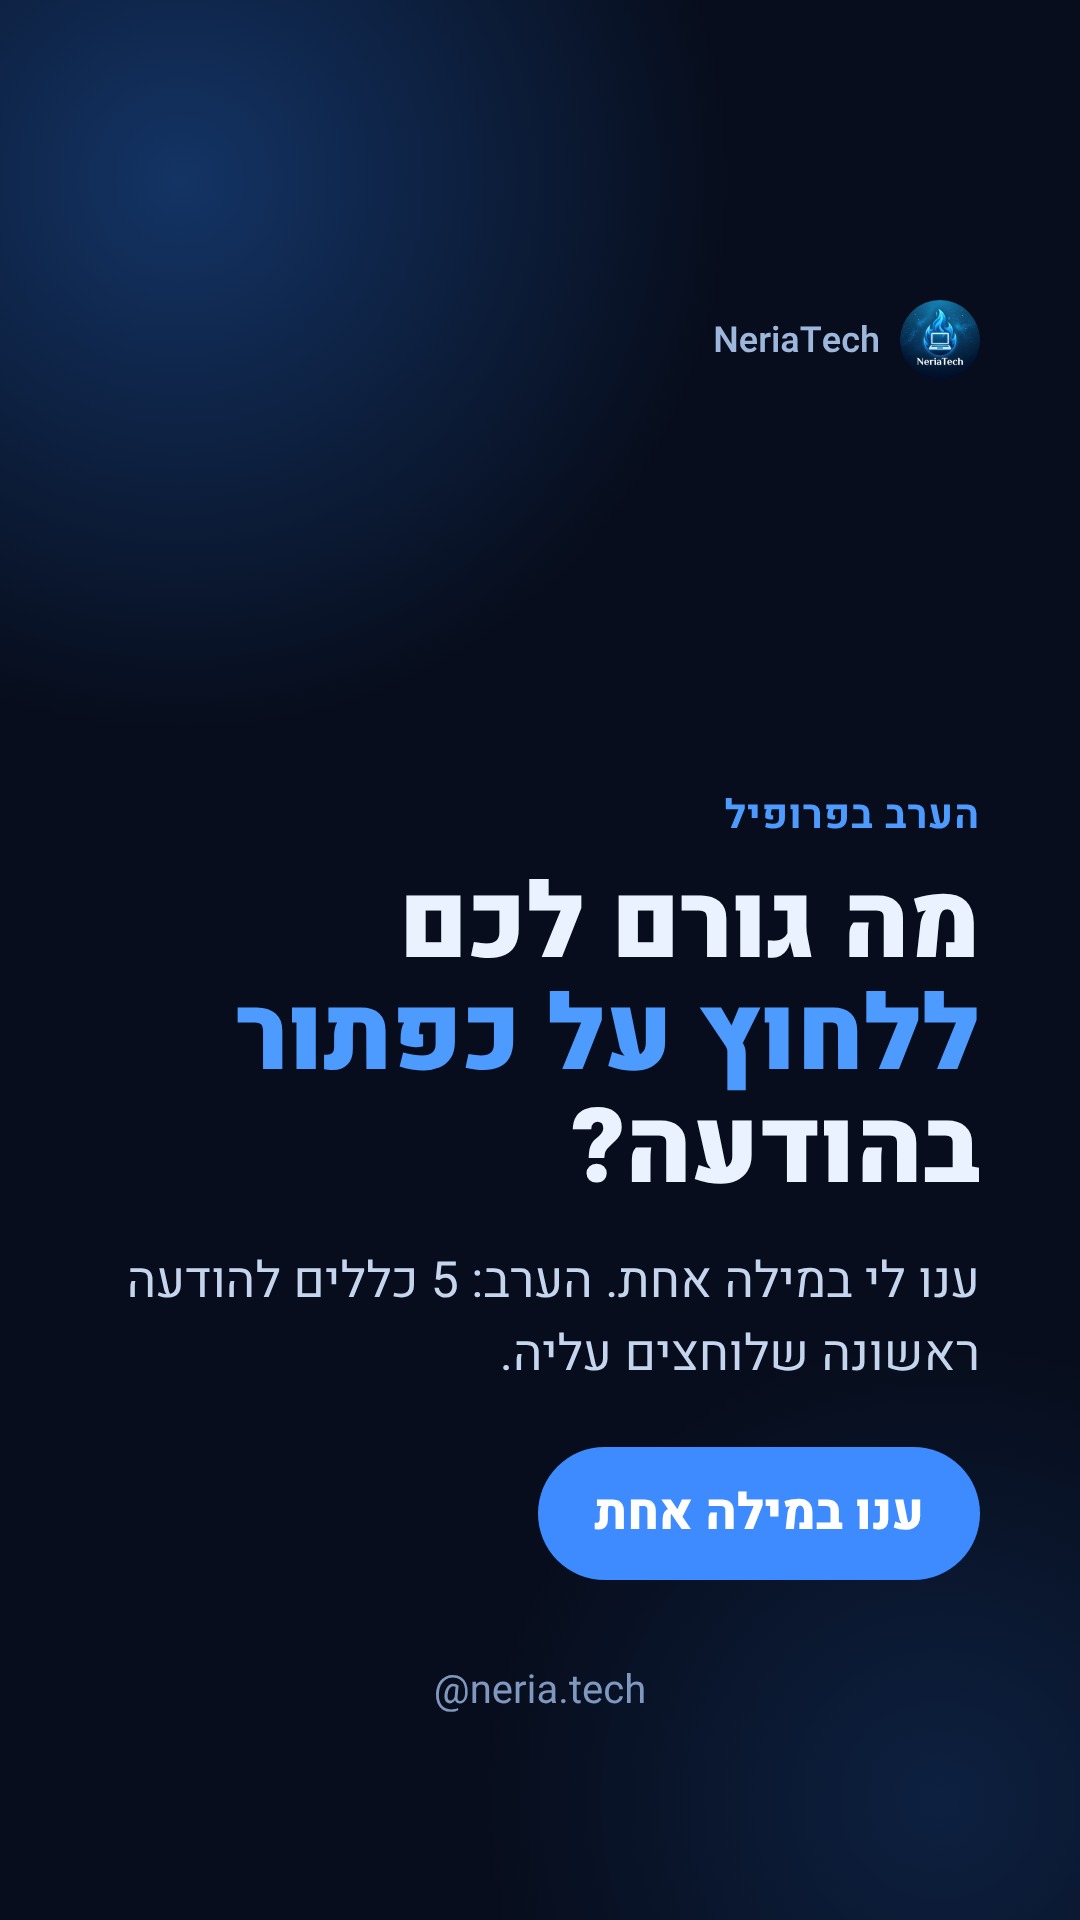 NeriaTech
NeriaTech
הערב בפרופיל
מה גורם לכם
ללחוץ על כפתור
בהודעה?
ענו לי במילה אחת. הערב: 5 כללים להודעה
ראשונה שלוחצים עליה.
ענו במילה אחת
@neria.tech